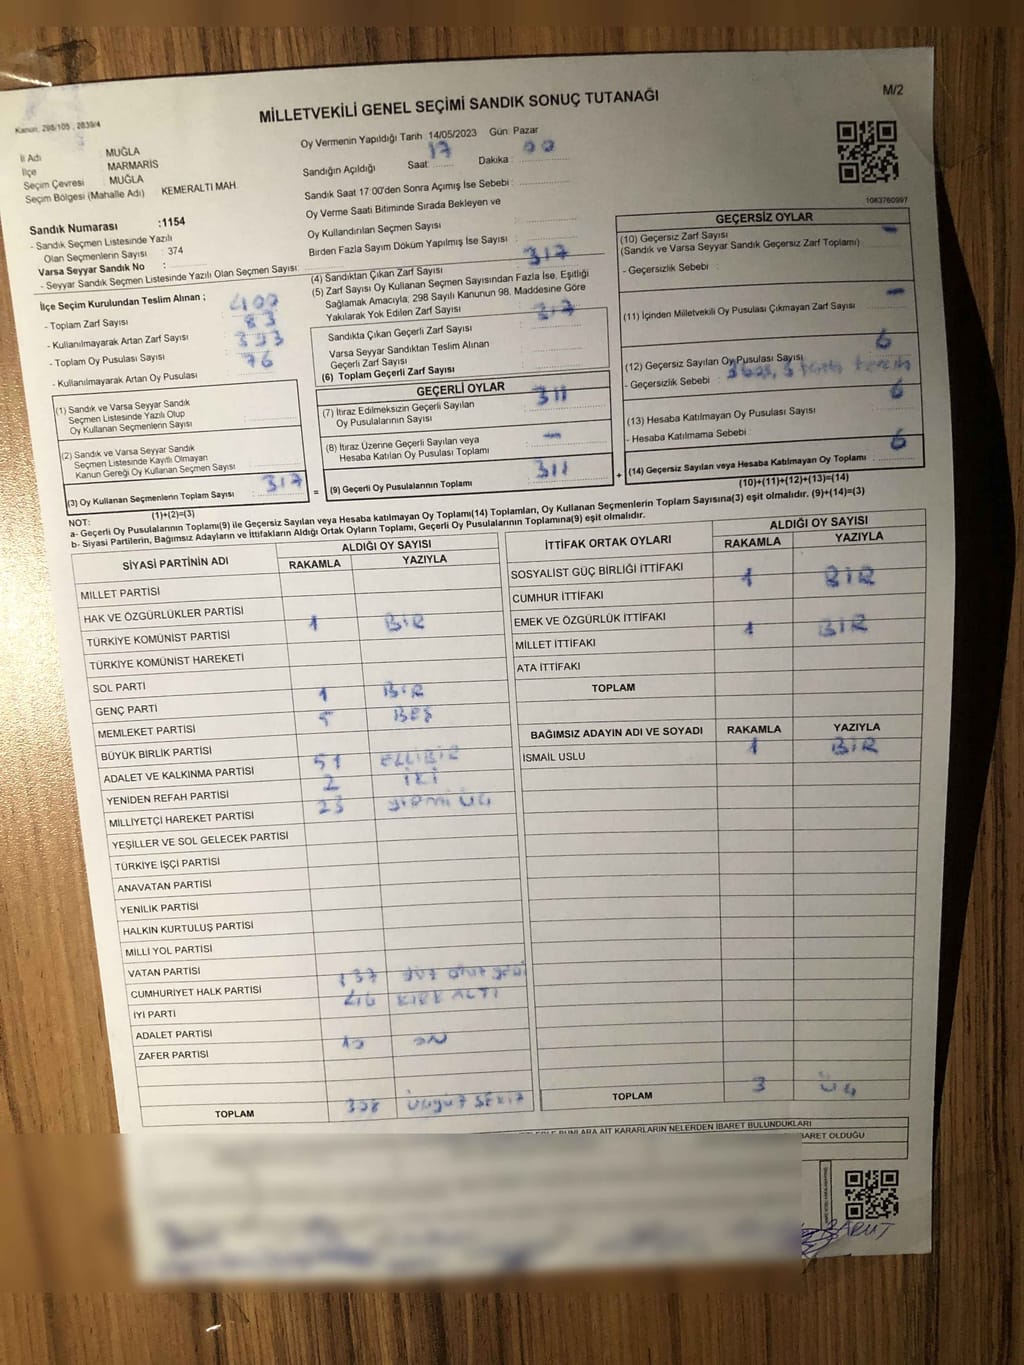 MİLLETVEKİLİ GENEL SEÇİMİ SANDIK SONUÇ TUTANAĞI
M/2
Kanun, 298/105 , 2839/4
İl Adı : MUĞLA
İlçe : MARMARİS
Seçim Çevresi : MUĞLA
Seçim Bölgesi (Mahalle Adı) KEMERALTI MAH.
Oy Vermenin Yapıldığı Tarih 14/05/2023 Gün: Pazar
Sandığın Açıldığı Saat: 17 Dakika : 00
Sandık Saat 17:00'den Sonra Açılmış İse Sebebi :
Oy Verme Saati Bitiminde Sırada Bekleyen ve
Oy Kullandırılan Seçmen Sayısı :
Birden Fazla Sayım Döküm Yapılmış İse Sayısı :
1083760997
Sandık Numarası :1154
- Sandık Seçmen Listesinde Yazılı
Olan Seçmenlerin Sayısı : 374
Varsa Seyyar Sandık No :
- Seyyar Sandık Seçmen Listesinde Yazılı Olan Seçmen Sayısı:
İlçe Seçim Kurulundan Teslim Alınan ;
- Toplam Zarf Sayısı : 400
- Kullanılmayarak Artan Zarf Sayısı : 83
- Toplam Oy Pusulası Sayısı : 393
- Kullanılmayarak Artan Oy Pusulası : 76
(1) Sandık ve Varsa Seyyar Sandık
Seçmen Listesinde Yazılı Olup
Oy Kullanan Seçmenlerin Sayısı :
(2) Sandık ve Varsa Seyyar Sandık
Seçmen Listesinde Kayıtlı Olmayan
Kanun Gereği Oy Kullanan Seçmen Sayısı :
(3) Oy Kullanan Seçmenlerin Toplam Sayısı : 317
(1)+(2)=(3)
(4) Sandıktan Çıkan Zarf Sayısı : 317
(5) Zarf Sayısı Oy Kullanan Seçmen Sayısından Fazla İse, Eşitliği
Sağlamak Amacıyla, 298 Sayılı Kanunun 98. Maddesine Göre
Yakılarak Yok Edilen Zarf Sayısı :
Sandıkta Çıkan Geçerli Zarf Sayısı : 317
Varsa Seyyar Sandıktan Teslim Alınan
Geçerli Zarf Sayısı :
(6) Toplam Geçerli Zarf Sayısı :
GEÇERLİ OYLAR
(7) İtiraz Edilmeksizin Geçerli Sayılan
Oy Pusulalarının Sayısı : 311
(8) İtiraz Üzerine Geçerli Sayılan veya
Hesaba Katılan Oy Pusulası Toplamı : -
= (9) Geçerli Oy Pusulalarının Toplamı : 311 +
GEÇERSİZ OYLAR
(10) Geçersiz Zarf Sayısı : -
(Sandık ve Varsa Seyyar Sandık Geçersiz Zarf Toplamı)
- Geçersizlik Sebebi :
(11) İçinden Milletvekili Oy Pusulası Çıkmayan Zarf Sayısı : -
(12) Geçersiz Sayılan Oy Pusulası Sayısı : 6
- Geçersizlik Sebebi : 3
(13) Hesaba Katılmayan Oy Pusulası Sayısı : 6
- Hesaba Katılmama Sebebi :
(14) Geçersiz Sayılan veya Hesaba Katılmayan Oy Toplamı : 6
(10)+(11)+(12)+(13)=(14)
NOT:
a- Geçerli Oy Pusulalarının Toplamı(9) ile Geçersiz Sayılan veya Hesaba katılmayan Oy Toplamı(14) Toplamları, Oy Kullanan Seçmenlerin Toplam Sayısına(3) eşit olmalıdır. (9)+(14)=(3)
b- Siyasi Partilerin, Bağımsız Adayların ve İttifakların Aldığı Ortak Oyların Toplamı, Geçerli Oy Pusulalarının Toplamına(9) eşit olmalıdır.
SİYASİ PARTİNİN ADI
ALDIĞI OY SAYISI
RAKAMLA YAZIYLA
MİLLET PARTİSİ
HAK VE ÖZGÜRLÜKLER PARTİSİ
TÜRKİYE KOMÜNİST PARTİSİ 1 BİR
TÜRKİYE KOMÜNİST HAREKETİ
SOL PARTİ
GENÇ PARTİ 1 BİR
MEMLEKET PARTİSİ 5 BEŞ
BÜYÜK BİRLİK PARTİSİ
ADALET VE KALKINMA PARTİSİ 51 ELLİBİR
YENİDEN REFAH PARTİSİ 2 İKİ
MİLLİYETÇİ HAREKET PARTİSİ 23 YİRMİ ÜÇ
YEŞİLLER VE SOL GELECEK PARTİSİ
TÜRKİYE İŞÇİ PARTİSİ
ANAVATAN PARTİSİ
YENİLİK PARTİSİ
HALKIN KURTULUŞ PARTİSİ
MİLLİ YOL PARTİSİ
VATAN PARTİSİ
CUMHURİYET HALK PARTİSİ
İYİ PARTİ 46 KIRK ALTI
ADALET PARTİSİ
ZAFER PARTİSİ 10 ON
TOPLAM 308 ÜÇYÜZ SEKİZ
İTTİFAK ORTAK OYLARI
ALDIĞI OY SAYISI
RAKAMLA YAZIYLA
SOSYALİST GÜÇ BİRLİĞİ İTTİFAKI
CUMHUR İTTİFAKI 1 BİR
EMEK VE ÖZGÜRLÜK İTTİFAKI
MİLLET İTTİFAKI 1 BİR
ATA İTTİFAKI
TOPLAM
BAĞIMSIZ ADAYIN ADI VE SOYADI RAKAMLA YAZIYLA
İSMAİL USLU 1 BİR
TOPLAM 3 ÜÇ
BUNLARA AİT KARARLARIN NELERDEN İBARET BULUNDUKLARI
İBARET OLDUĞU
BARUT